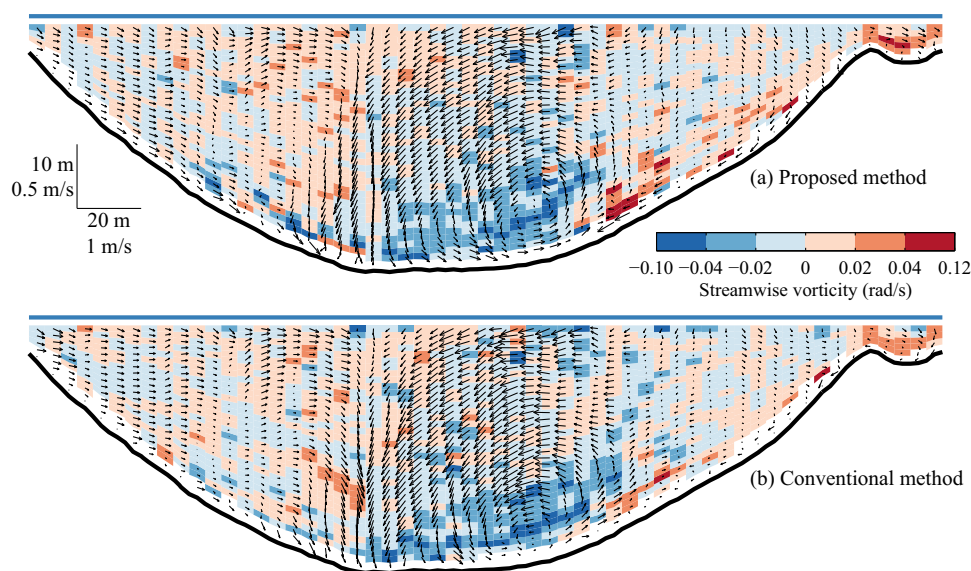 10 m
0.5 m/s
20 m
1 m/s
(a) Proposed method
−0.10 −0.04 −0.02 0 0.02 0.04 0.12
Streamwise vorticity (rad/s)
(b) Conventional method